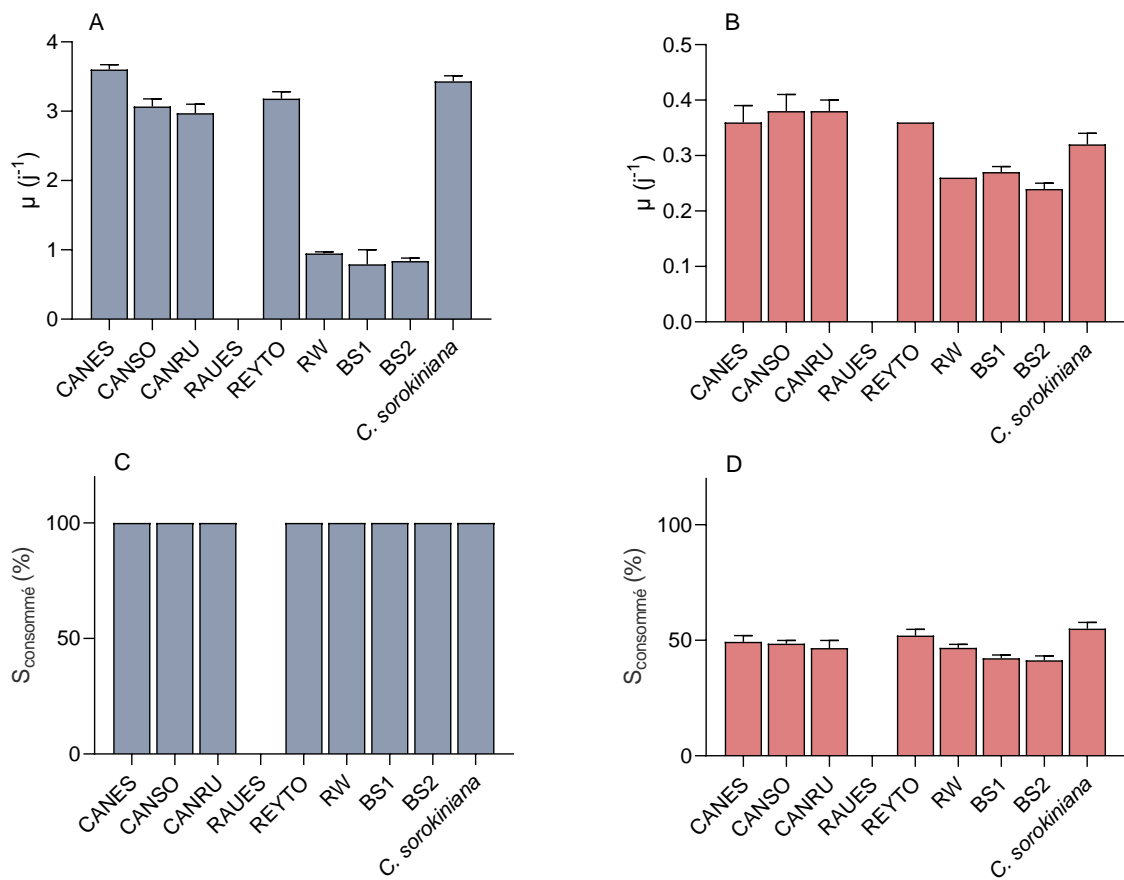 A
μ (j⁻¹)
4
3
2
1
0
CANES
CANSO
CANRU
RAUES
REYTO
RW
BS1
BS2
C. sorokiniana
B
μ (j⁻¹)
0.5
0.4
0.3
0.2
0.1
0.0
CANES
CANSO
CANRU
RAUES
REYTO
RW
BS1
BS2
C. sorokiniana
C
Sconsommé (%)
100
50
0
CANES
CANSO
CANRU
RAUES
REYTO
RW
BS1
BS2
C. sorokiniana
D
Sconsommé (%)
100
50
0
CANES
CANSO
CANRU
RAUES
REYTO
RW
BS1
BS2
C. sorokiniana